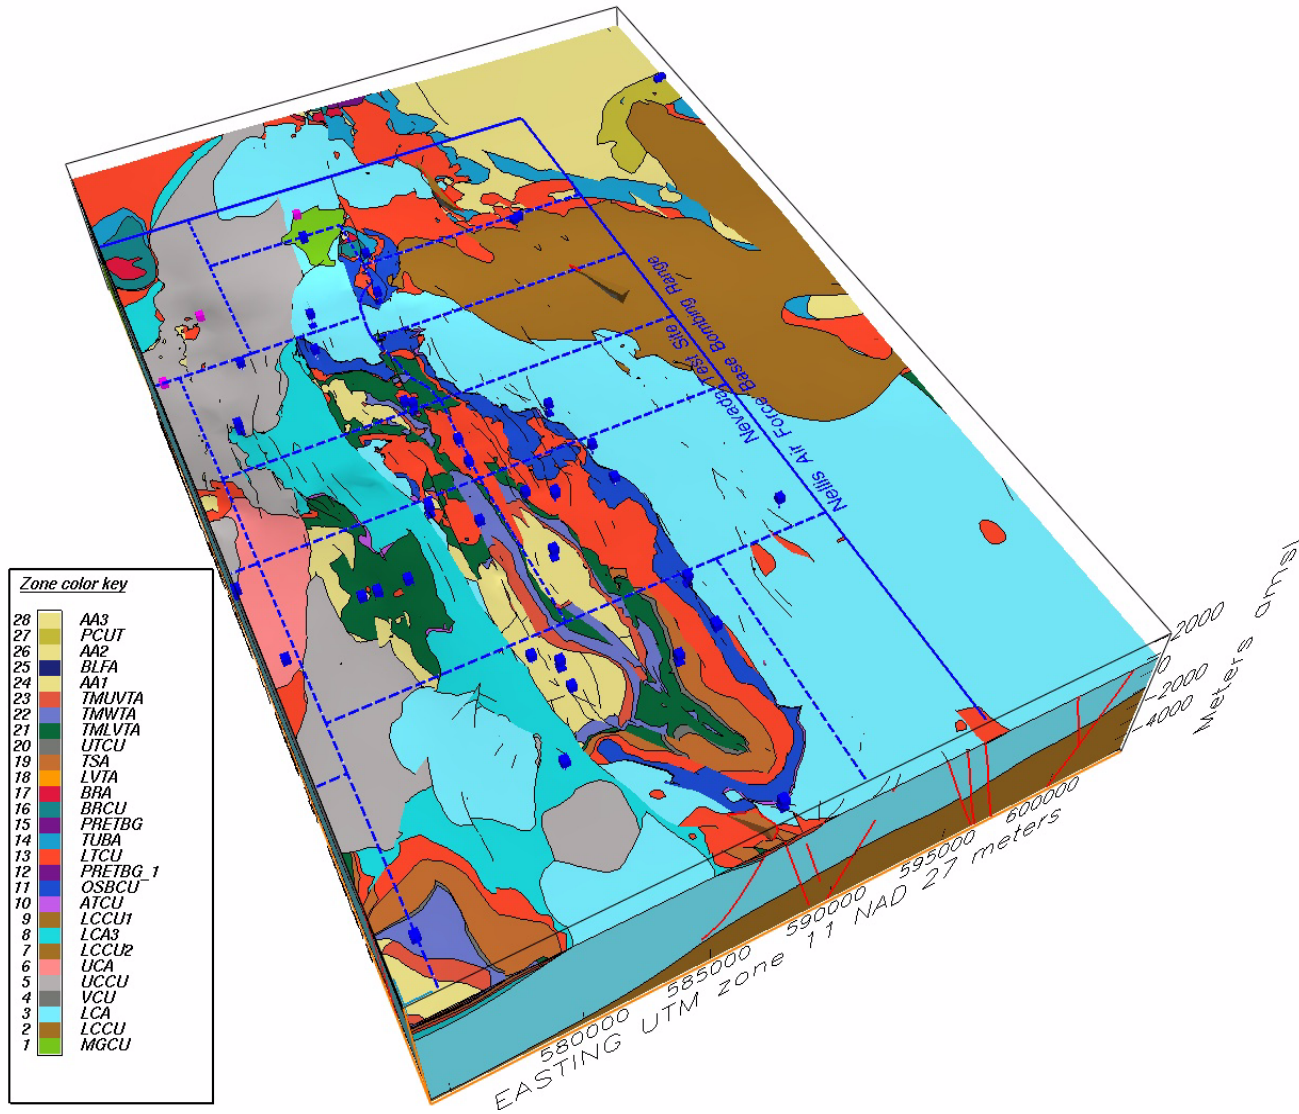 Nevada Test Site
Nellis Air Force Base Bombing Range
Zone color key
28 AA3
27 PCUT
26 AA2
25 BLFA
24 AA1
23 TMUVTA
22 TMWTA
21 TMLVTA
20 UTCU
19 TSA
18 LVTA
17 BRA
16 BRCU
15 PRETBG
14 TUBA
13 LTCU
12 PRETBG_1
11 OSBCU
10 ATCU
9 LCCU1
8 LCA3
7 LCCU2
6 UCA
5 UCCU
4 VCU
3 LCA
2 LCCU
1 MGCU
2000
0
-2000
-4000
Meters amsl
580000
585000
590000
595000
600000
EASTING UTM zone 11 NAD 27 meters